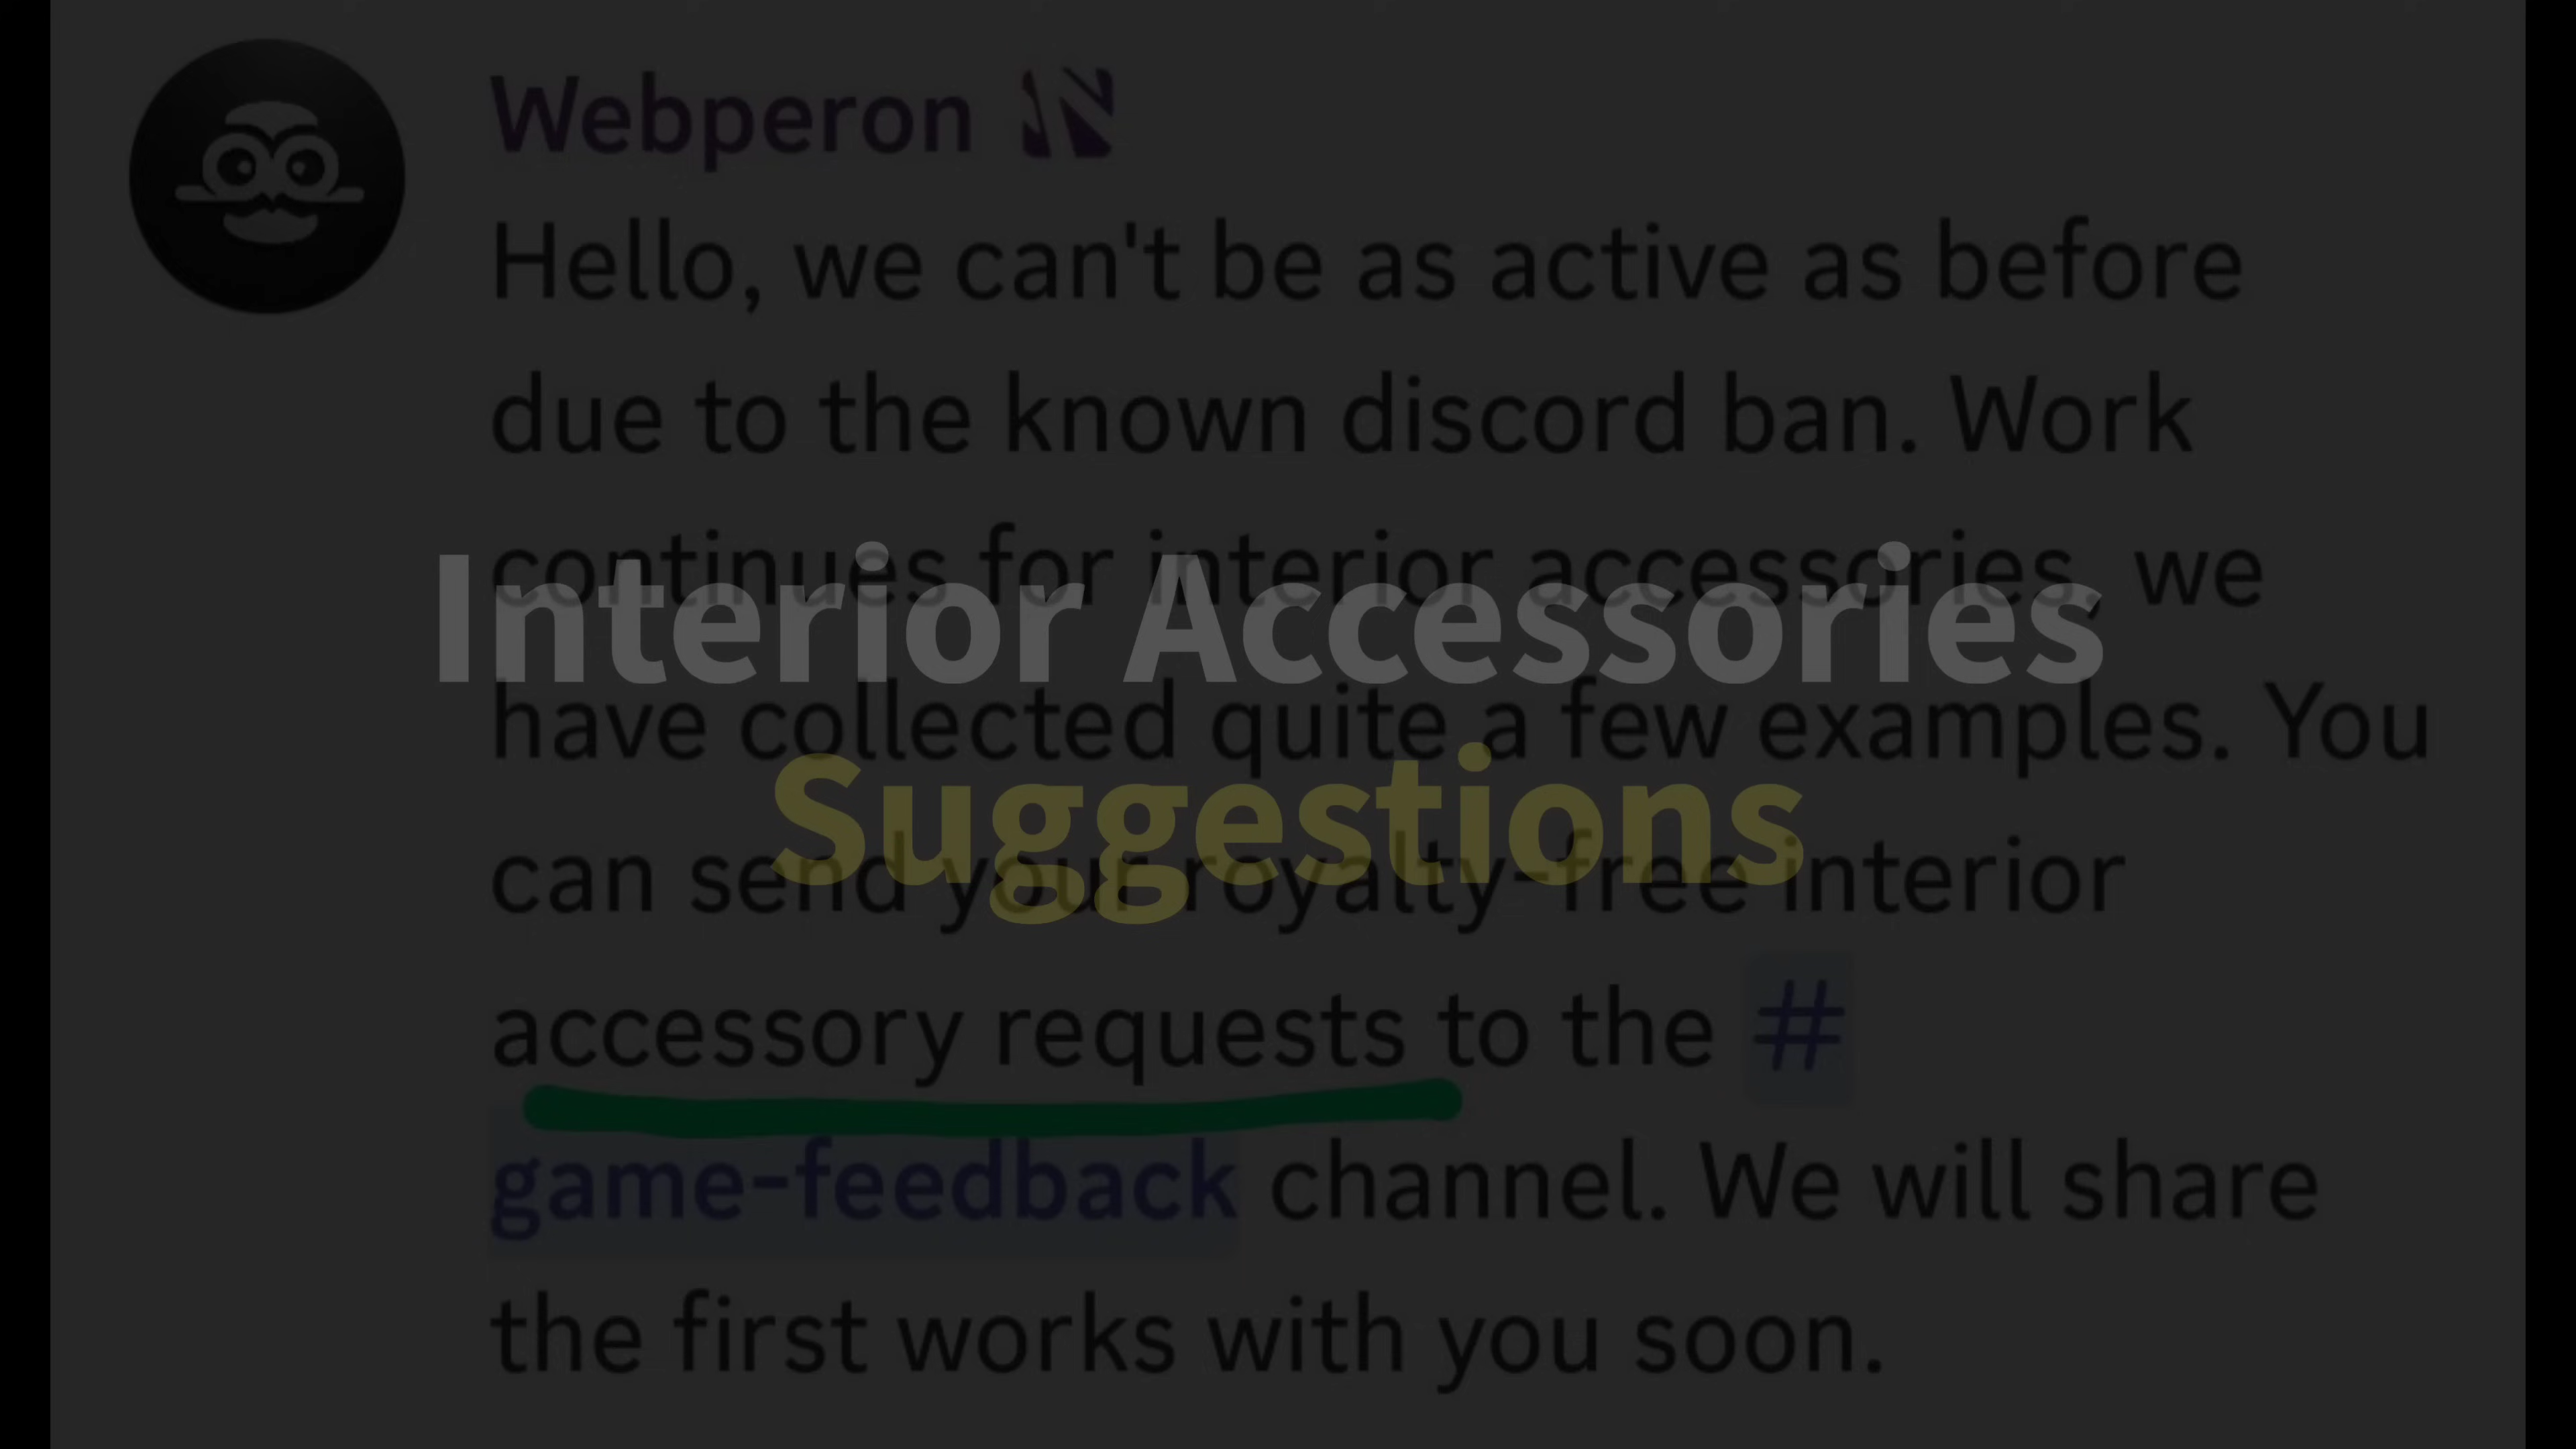 Webperon
Hello, we can't be as active as before
due to the known discord ban. Work
continues for interior accessories, we
Interior Accessories
have collected quite a few examples. You
Suggestions
can send your royalty-free interior
accessory requests to the #
game-feedback channel. We will share
the first works with you soon.